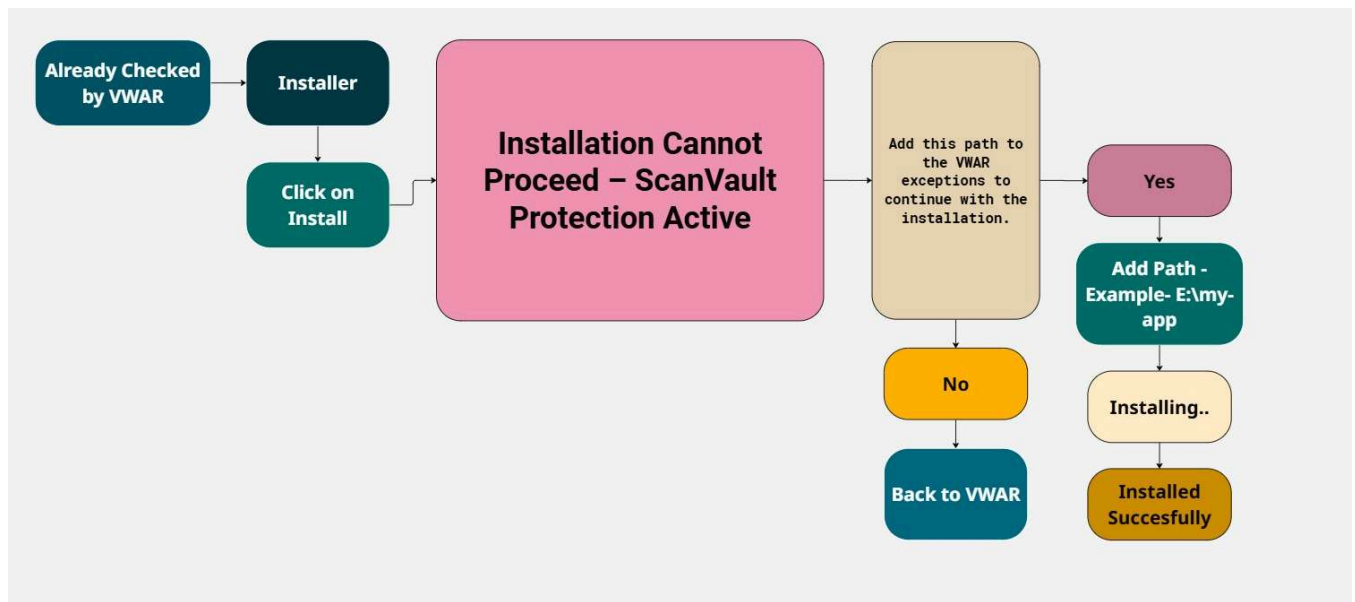 Already Checked
by VWAR
Installer
Click on
Install
Installation Cannot
Proceed – ScanVault
Protection Active
Add this path to
the VWAR
exceptions to
continue with the
installation.
Yes
Add Path -
Example- E:\my-
app
Installing..
Installed
Succesfully
No
Back to VWAR